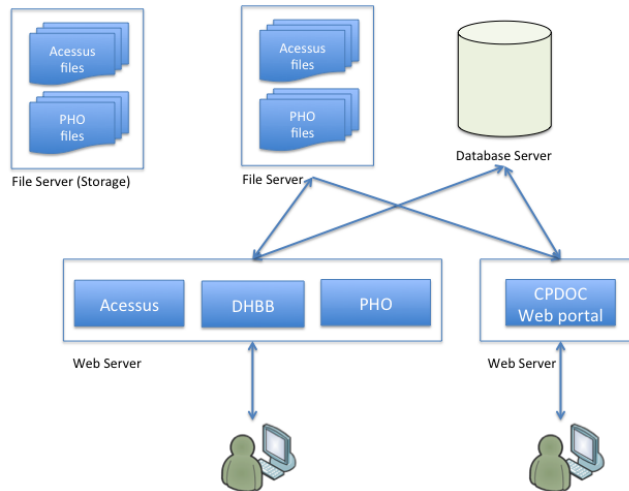 Acessus
files
PHO
files
File Server (Storage)
Acessus
files
PHO
files
File Server
Database Server
Acessus
DHBB
PHO
Web Server
CPDOC
Web portal
Web Server